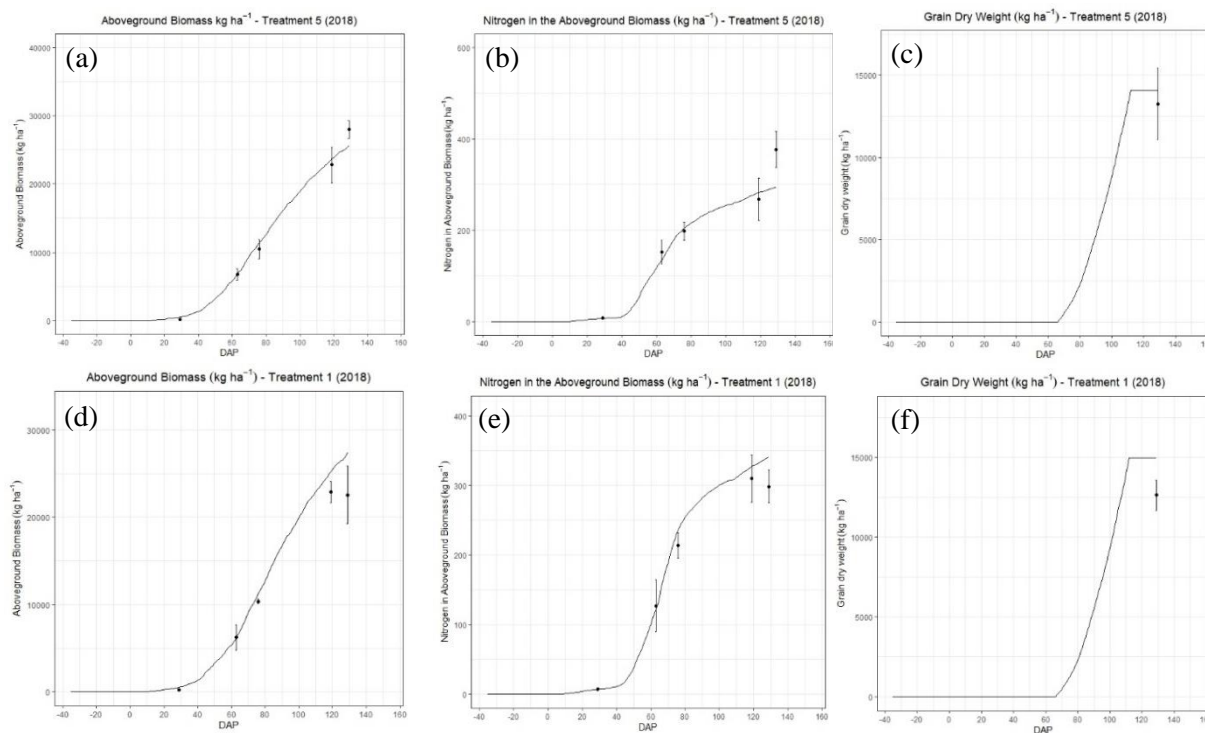 Aboveground Biomass kg ha⁻¹ - Treatment 5 (2018)
(a)
Aboveground Biomass (kg ha⁻¹)
40000
30000
20000
10000
0
-40 -20 0 20 40 60 80 100 120 140 160
DAP
Nitrogen in the Aboveground Biomass (kg ha⁻¹) - Treatment 5 (2018)
(b)
Nitrogen in Aboveground Biomass (kg ha⁻¹)
600
400
200
0
-40 -20 0 20 40 60 80 100 120 140 160
DAP
Grain Dry Weight (kg ha⁻¹) - Treatment 5 (2018)
(c)
Grain dry weight (kg ha⁻¹)
15000
10000
5000
0
-40 -20 0 20 40 60 80 100 120 140 160
DAP
Aboveground Biomass (kg ha⁻¹) - Treatment 1 (2018)
(d)
Aboveground Biomass (kg ha⁻¹)
30000
20000
10000
0
-40 -20 0 20 40 60 80 100 120 140 160
DAP
Nitrogen in the Aboveground Biomass (kg ha⁻¹) - Treatment 1 (2018)
(e)
Nitrogen in Aboveground Biomass (kg ha⁻¹)
400
300
200
100
0
-40 -20 0 20 40 60 80 100 120 140 160
DAP
Grain Dry Weight (kg ha⁻¹) - Treatment 1 (2018)
(f)
Grain dry weight (kg ha⁻¹)
15000
10000
5000
0
-40 -20 0 20 40 60 80 100 120 140 160
DAP